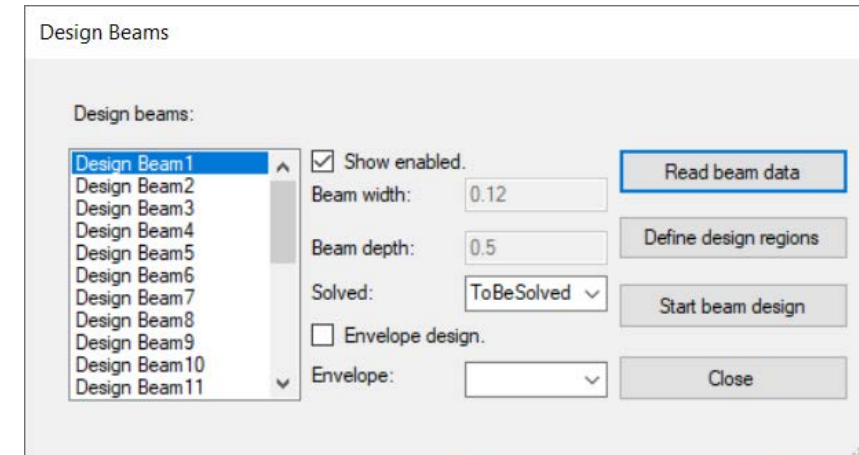 Design Beams
Design beams:
Design Beam1
Design Beam2
Design Beam3
Design Beam4
Design Beam5
Design Beam6
Design Beam7
Design Beam8
Design Beam9
Design Beam10
Design Beam11
Show enabled.
Beam width: 0.12
Beam depth: 0.5
Solved: ToBeSolved
Envelope design.
Envelope:
Read beam data
Define design regions
Start beam design
Close